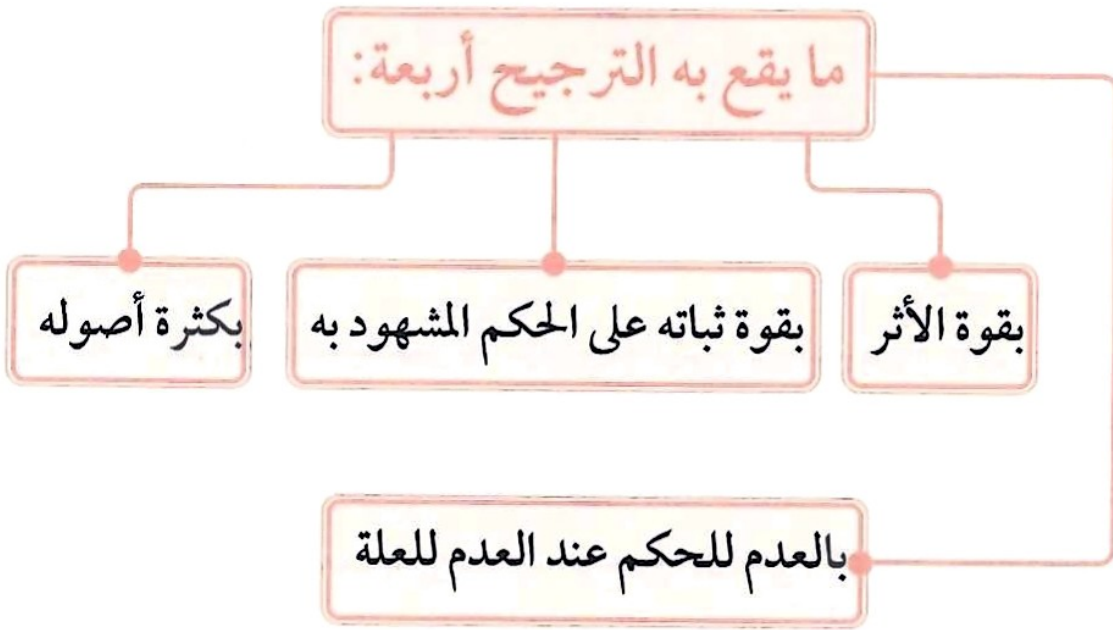 ما يقع به الترجيح أربعة:
بقوة الأثر
بقوة ثباته على الحكم المشهود به
بكثرة أصوله
بالعدم للحكم عند العدم للعلة